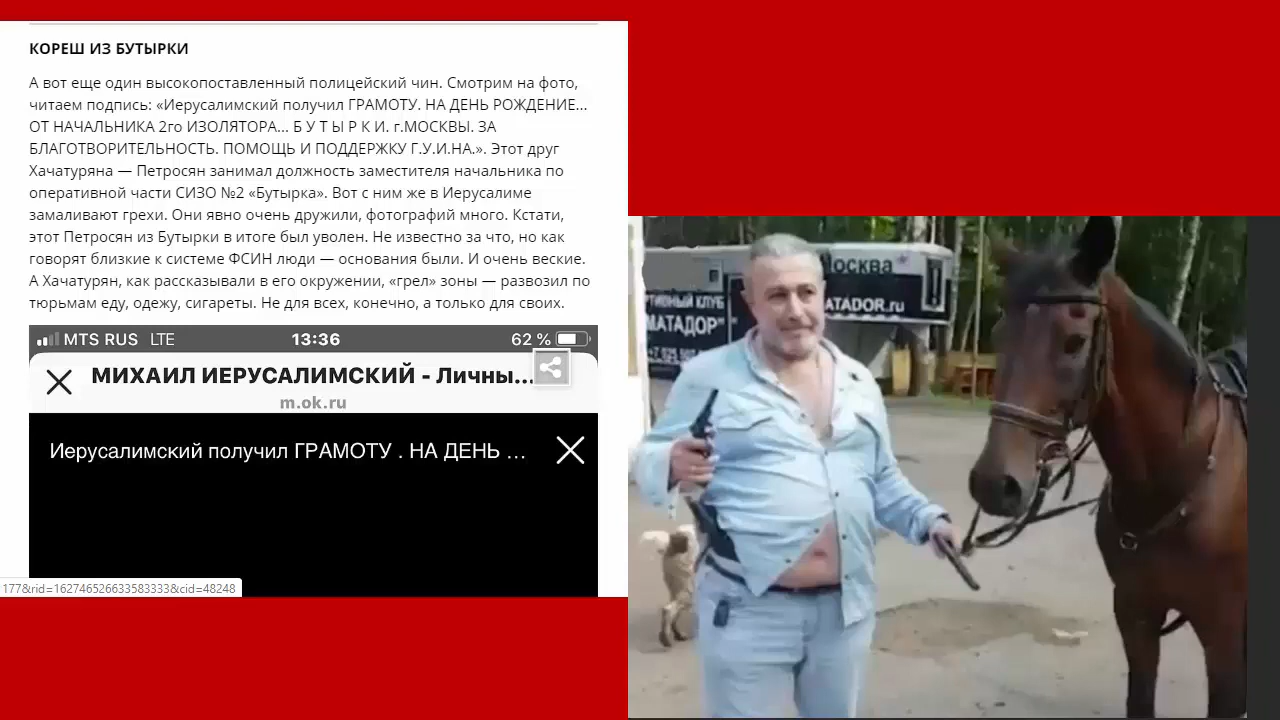 КОРЕШ ИЗ БУТЫРКИ
А вот еще один высокопоставленный полицейский чин. Смотрим на фото,
читаем подпись: «Иерусалимский получил ГРАМОТУ. НА ДЕНЬ РОЖДЕНИЕ...
ОТ НАЧАЛЬНИКА 2го ИЗОЛЯТОРА... Б У Т Ы Р К И. г.МОСКВЫ. ЗА
БЛАГОТВОРИТЕЛЬНОСТЬ. ПОМОЩЬ И ПОДДЕРЖКУ Г.У.И.НА.». Этот друг
Хачатуряна — Петросян занимал должность заместителя начальника по
оперативной части СИЗО №2 «Бутырка». Вот с ним же в Иерусалиме
замаливают грехи. Они явно очень дружили, фотографий много. Кстати,
этот Петросян из Бутырки в итоге был уволен. Не известно за что, но как
говорят близкие к системе ФСИН люди — основания были. И очень веские.
А Хачатурян, как рассказывали в его окружении, «грел» зоны — развозил по
тюрьмам еду, одежу, сигареты. Не для всех, конечно, а только для своих.
MTS RUS LTE 13:36 62 %
МИХАИЛ ИЕРУСАЛИМСКИЙ - Личны...
m.ok.ru
Иерусалимский получил ГРАМОТУ . НА ДЕНЬ ...
177&rid=162746526633583333&cid=48248
Москва
РТИВНЫЙ КЛУБ
MATADOR.ru
МАТАДОР"